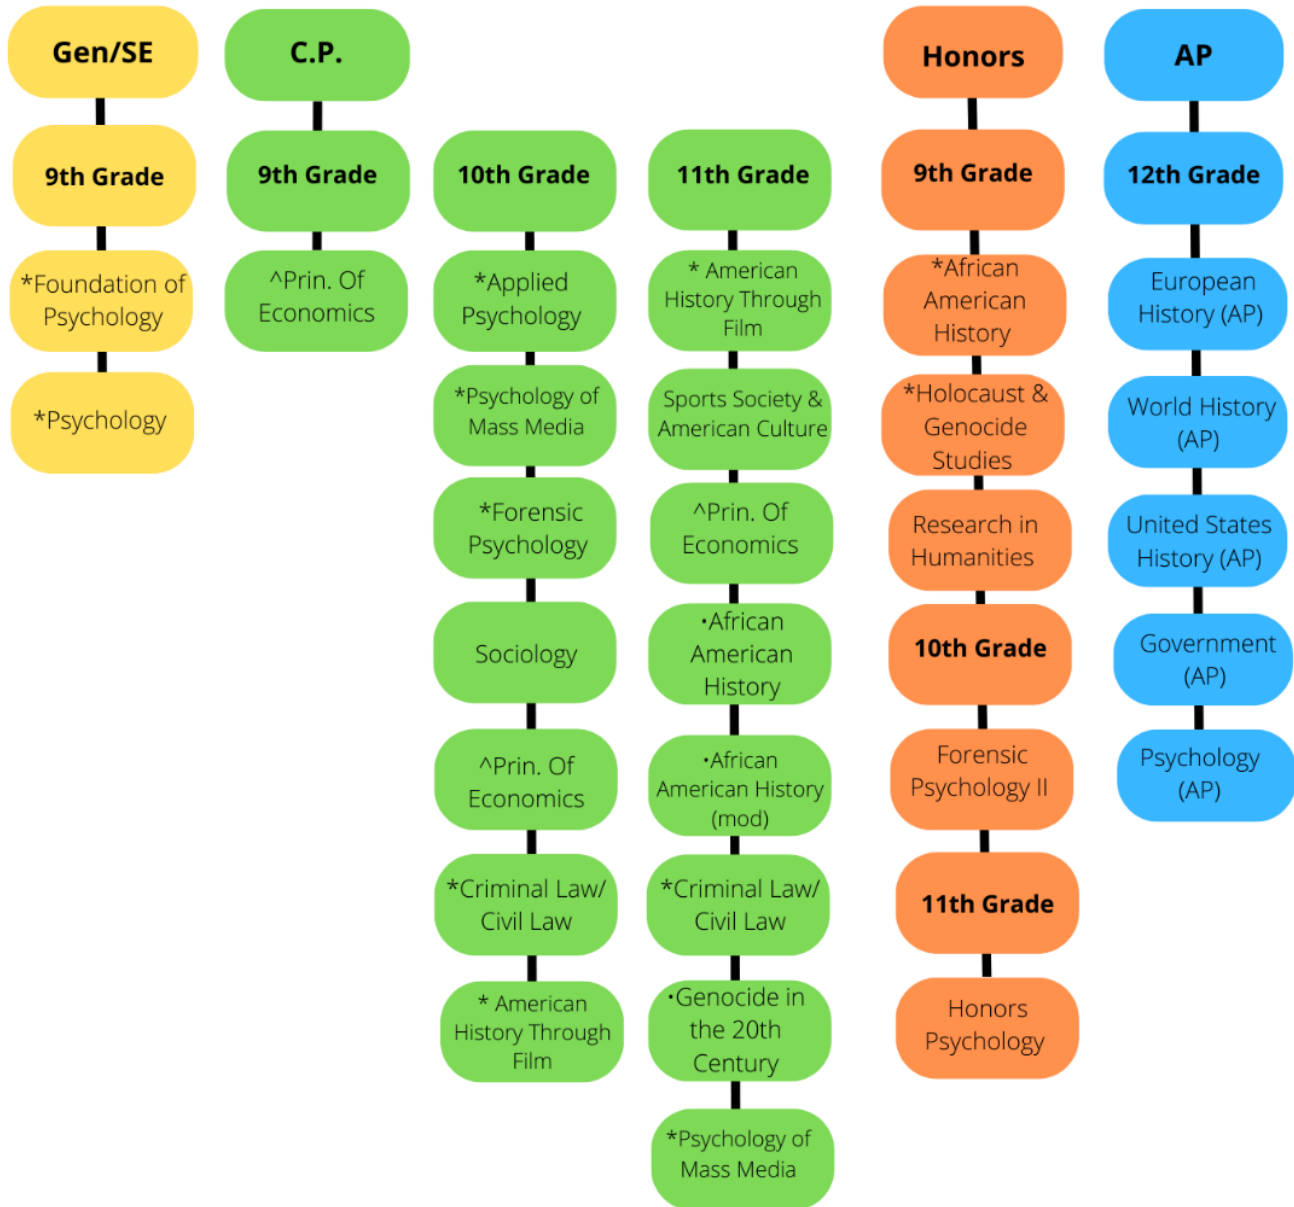 Gen/SE
9th Grade
*Foundation of
Psychology
*Psychology
C.P.
9th Grade
^Prin. Of
Economics
10th Grade
*Applied
Psychology
*Psychology of
Mass Media
*Forensic
Psychology
Sociology
^Prin. Of
Economics
*Criminal Law/
Civil Law
* American
History Through
Film
11th Grade
* American
History Through
Film
Sports Society &
American Culture
^Prin. Of
Economics
•African
American
History
•African
American History
(mod)
*Criminal Law/
Civil Law
•Genocide in
the 20th
Century
*Psychology of
Mass Media
Honors
9th Grade
*African
American
History
*Holocaust &
Genocide
Studies
Research in
Humanities
10th Grade
Forensic
Psychology II
11th Grade
Honors
Psychology
AP
12th Grade
European
History (AP)
World History
(AP)
United States
History (AP)
Government
(AP)
Psychology
(AP)